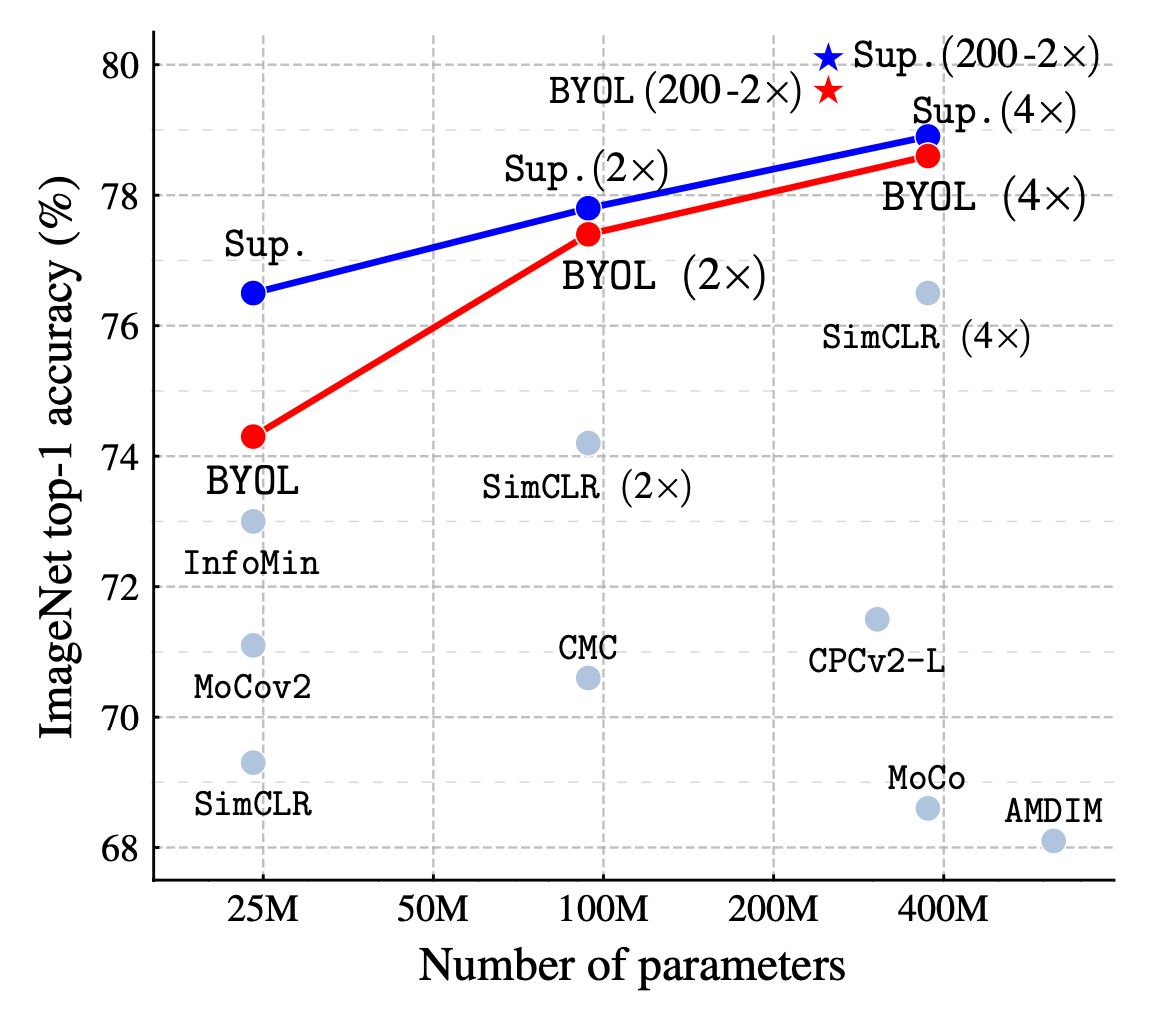 80
Sup.(200-2×)
BYOL (200-2×)
Sup.(4×)
Sup.(2×)
78
BYOL (4×)
Sup.
BYOL (2×)
76
SimCLR (4×)
74
BYOL
SimCLR (2×)
InfoMin
72
CMC
CPCv2-L
MoCov2
70
SimCLR
MoCo
AMDIM
68
25M 50M 100M 200M 400M
Number of parameters
ImageNet top-1 accuracy (%)